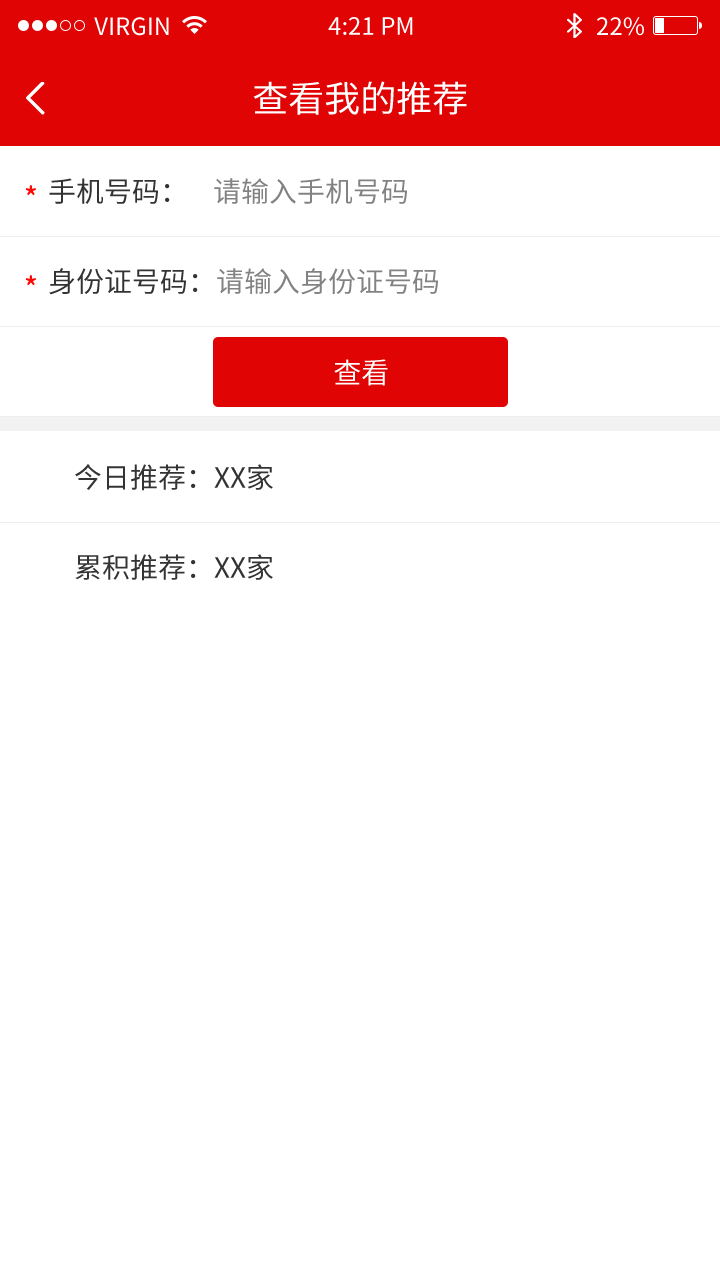 VIRGIN 4:21 PM 22%
查看我的推荐
* 手机号码： 请输入手机号码
* 身份证号码：请输入身份证号码
查看
今日推荐：XX家
累积推荐：XX家